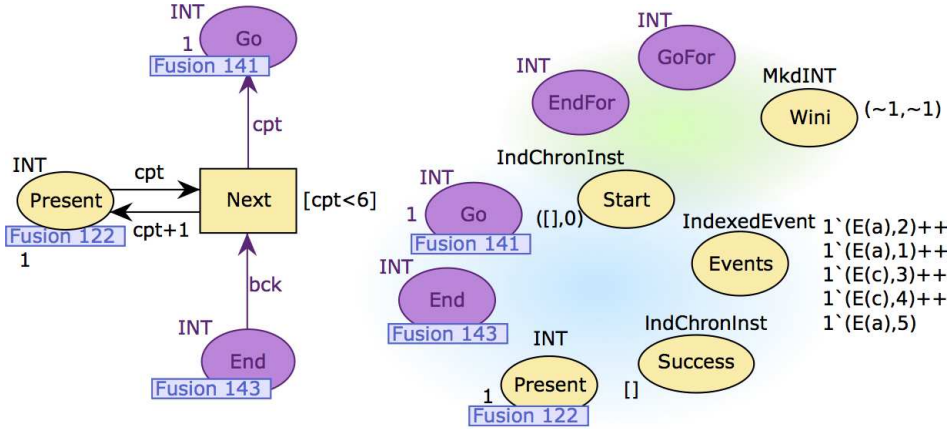 INT
Go
1
Fusion 141
cpt
INT
Present
Fusion 122
1
cpt
cpt+1
Next
[cpt<6]
bck
INT
End
Fusion 143
INT
GoFor
INT
EndFor
MkdINT
Wini
(~1,~1)
IndChronInst
Start
([],0)
INT
1
Go
Fusion 141
IndexedEvent
Events
1`(E(a),2)++
1`(E(a),1)++
1`(E(c),3)++
1`(E(c),4)++
1`(E(a),5)
INT
End
Fusion 143
INT
1
Present
Fusion 122
IndChronInst
Success
[]